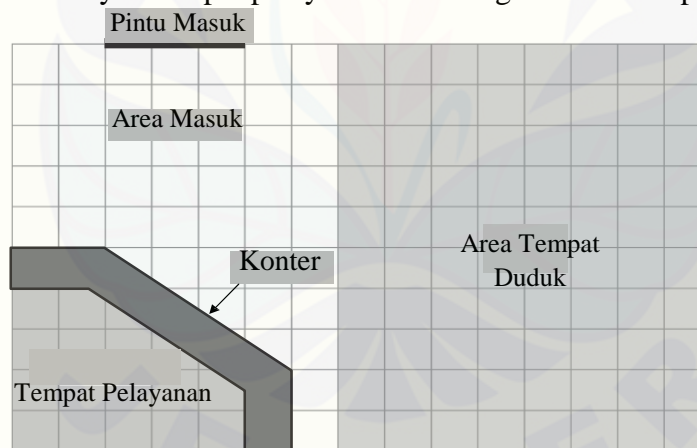 Pintu Masuk
Area Masuk
Konter
Area Tempat
Duduk
Tempat Pelayanan